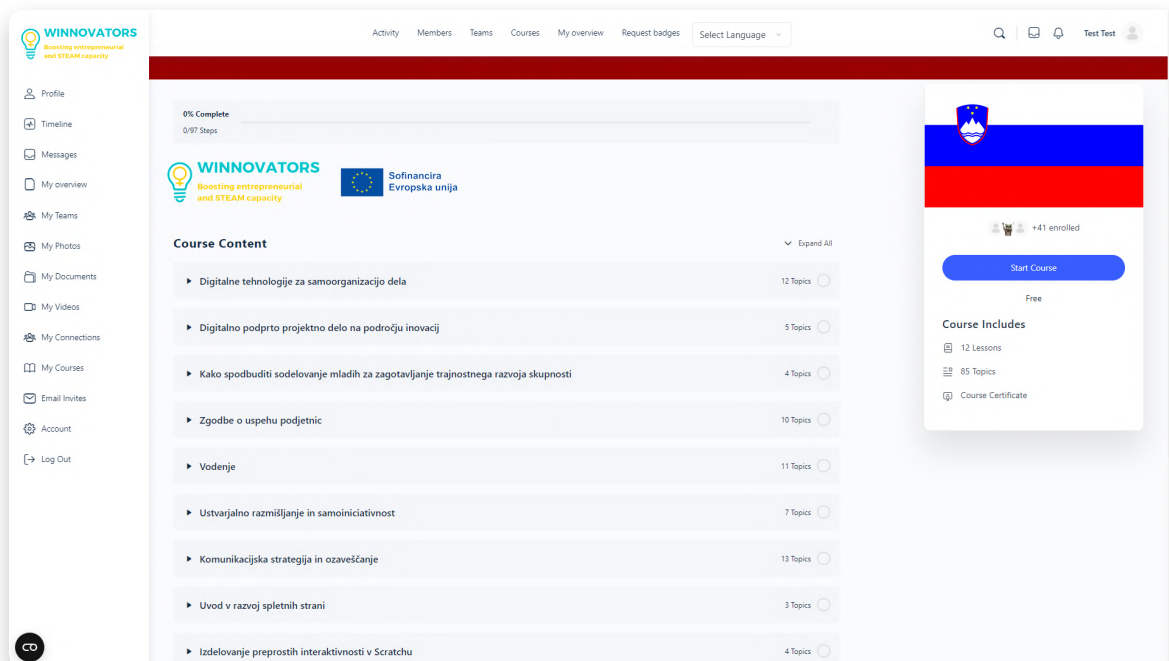 WINNOVATORS
Boosting entrepreneurial
and STEAM capacity
Activity Members Teams Courses My overview Request badges Select Language
Test Test
Profile
Timeline
Messages
My overview
My Teams
My Photos
My Documents
My Videos
My Connections
My Courses
Email Invites
Account
Log Out
0% Complete
0/97 Steps
WINNOVATORS
Boosting entrepreneurial
and STEAM capacity
Sofinancira
Evropska unija
Course Content
Expand All
Digitalne tehnologije za samoorganizacijo dela 12 Topics
Digitalno podprto projektno delo na področju inovacij 5 Topics
Kako spodbuditi sodelovanje mladih za zagotavljanje trajnostnega razvoja skupnosti 4 Topics
Zgodbe o uspehu podjetnic 10 Topics
Vodenje 11 Topics
Ustvarjalno razmišljanje in samoiniciativnost 7 Topics
Komunikacijska strategija in ozaveščanje 13 Topics
Uvod v razvoj spletnih strani 3 Topics
Izdelovanje preprostih interaktivnosti v Scratchu 4 Topics
+41 enrolled
Start Course
Free
Course Includes
12 Lessons
85 Topics
Course Certificate